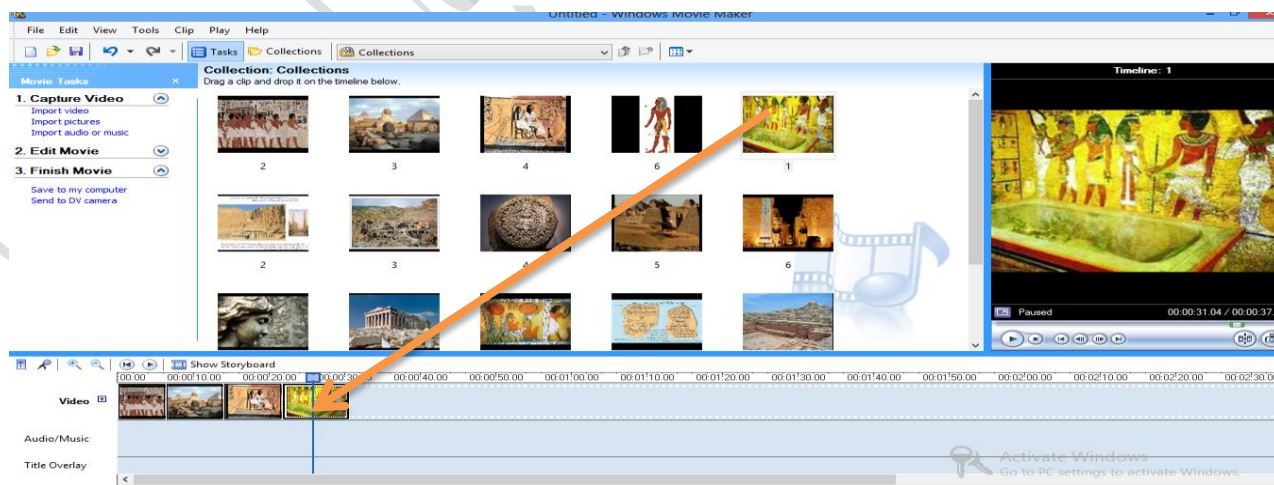 Untitled - Windows Movie Maker
File Edit View Tools Clip Play Help
Tasks Collections Collections
Movie Tasks
1. Capture Video
Import video
Import pictures
Import audio or music
2. Edit Movie
3. Finish Movie
Save to my computer
Send to DV camera
Collection: Collections
Drag a clip and drop it on the timeline below.
2 3 4 6 1
2 3 4 5 6
Timeline: 1
Paused 00:00:31.04 / 00:00:37.
Show Storyboard
00:00'10.00 00:00'20.00 00:00'40.00 00:00'50.00 00:01'00.00 00:01'10.00 00:01'20.00 00:01'30.00 00:01'40.00 00:01'50.00 00:02'00.00 00:02'10.00 00:02'20.00
Video
Audio/Music
Title Overlay
Activate Windows
Go to PC settings to activate Windows.